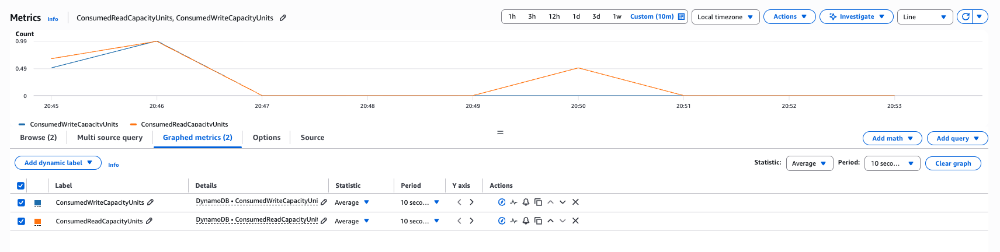 Metrics Info ConsumedReadCapacityUnits, ConsumedWriteCapacityUnits 1h 3h 12h 1d 3d 1w Custom (10m) Local timezone Actions Investigate Line
Count
0.99
0.49
0
20:45 20:46 20:47 20:48 20:49 20:50 20:51 20:52 20:53
ConsumedWriteCapacityUnits ConsumedReadCapacityUnits
Browse (2) Multi source query Graphed metrics (2) Options Source Add math Add query
Add dynamic label Info Statistic: Average Period: 10 seco... Clear graph
Label Details Statistic Period Y axis Actions
ConsumedWriteCapacityUnits DynamoDB • ConsumedWriteCapacityUni Average 10 seco...
ConsumedReadCapacityUnits DynamoDB • ConsumedReadCapacityUnit Average 10 seco...